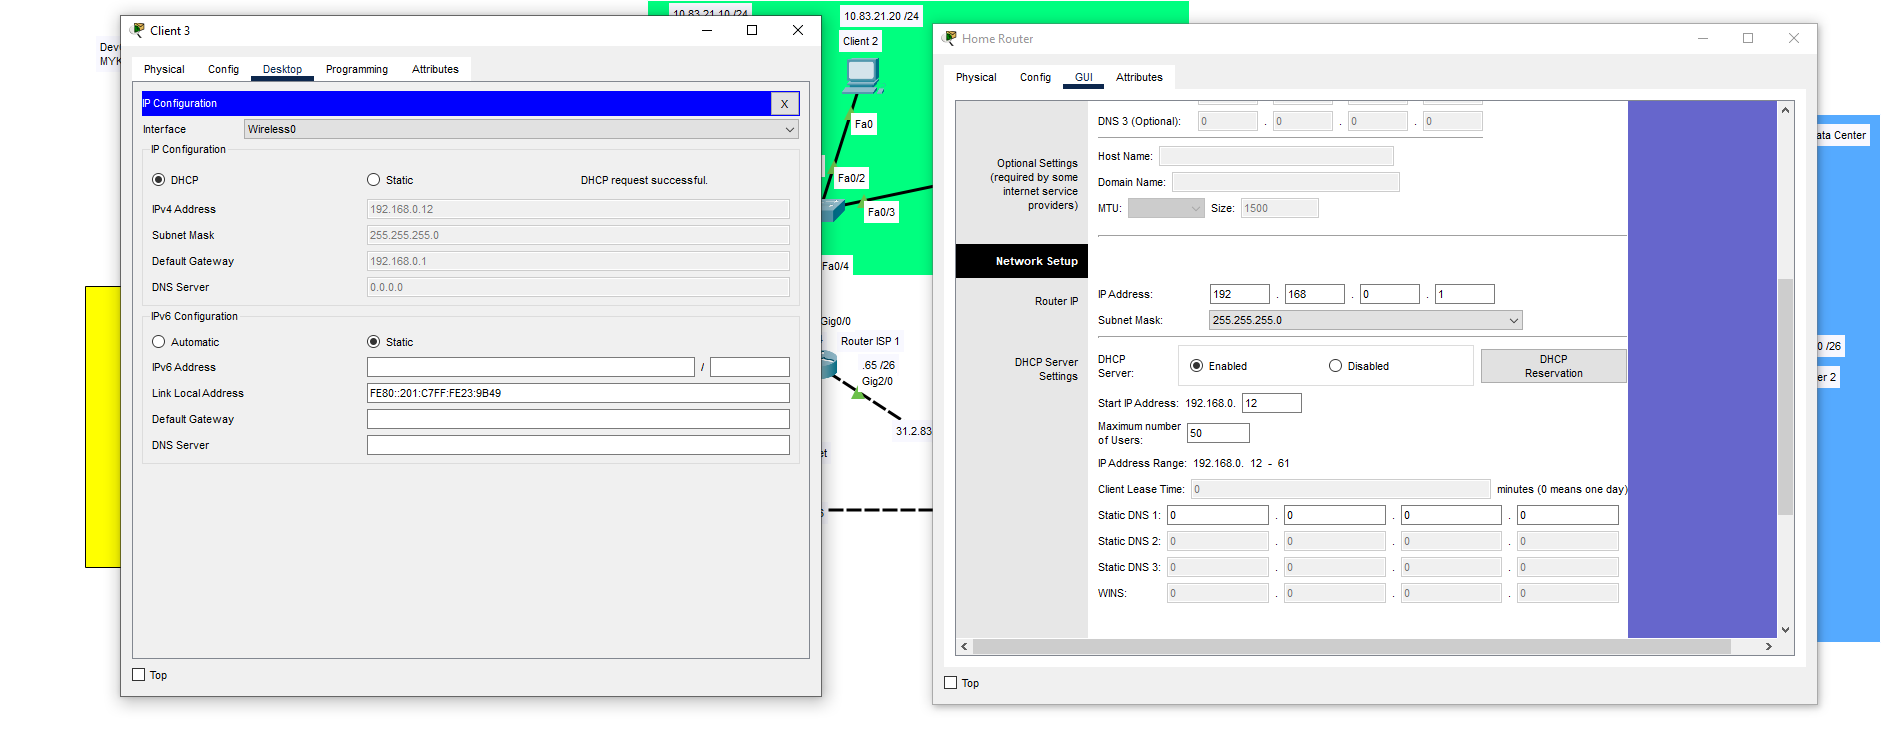 10.83.21.10 /24
10.83.21.20 /24
Client 2
Fa0
Fa0/2
Fa0/3
Fa0/4
Gig0/0
Router ISP 1
.65 /26
Gig2/0
31.2.83
Client 3
Physical
Config
Desktop
Programming
Attributes
IP Configuration
X
Interface
Wireless0
IP Configuration
DHCP
Static
DHCP request successful.
IPv4 Address
192.168.0.12
Subnet Mask
255.255.255.0
Default Gateway
192.168.0.1
DNS Server
0.0.0.0
IPv6 Configuration
Automatic
Static
IPv6 Address
/
Link Local Address
FE80::201:C7FF:FE23:9B49
Default Gateway
DNS Server
Top
Home Router
Physical
Config
GUI
Attributes
DNS 3 (Optional): 0 . 0 . 0 . 0
Optional Settings
(required by some
internet service
providers)
Host Name:
Domain Name:
MTU:
Size: 1500
Network Setup
Router IP
IP Address: 192 . 168 . 0 . 1
Subnet Mask: 255.255.255.0
DHCP Server
Settings
DHCP
Server:
Enabled
Disabled
DHCP
Reservation
Start IP Address: 192.168.0. 12
Maximum number
of Users: 50
IP Address Range: 192.168.0. 12 - 61
Client Lease Time: 0 minutes (0 means one day)
Static DNS 1: 0 . 0 . 0 . 0
Static DNS 2: 0 . 0 . 0 . 0
Static DNS 3: 0 . 0 . 0 . 0
WINS: 0 . 0 . 0 . 0
Top
ata Center
0 /26
er 2